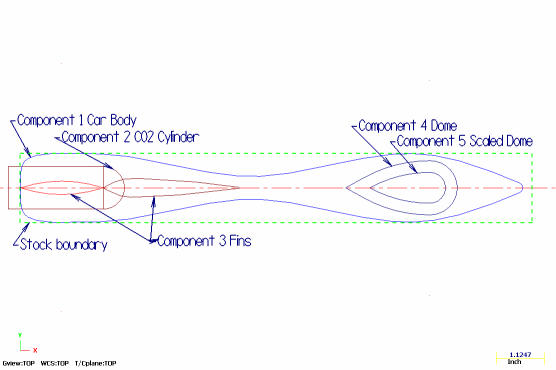 Component 1 Car Body
Component 2 CO2 Cylinder
Component 4 Dome
Component 5 Scaled Dome
Stock boundary
Component 3 Fins
Y
X
Gview:TOP WCS:TOP T/Cplane:TOP
1.1247
Inch